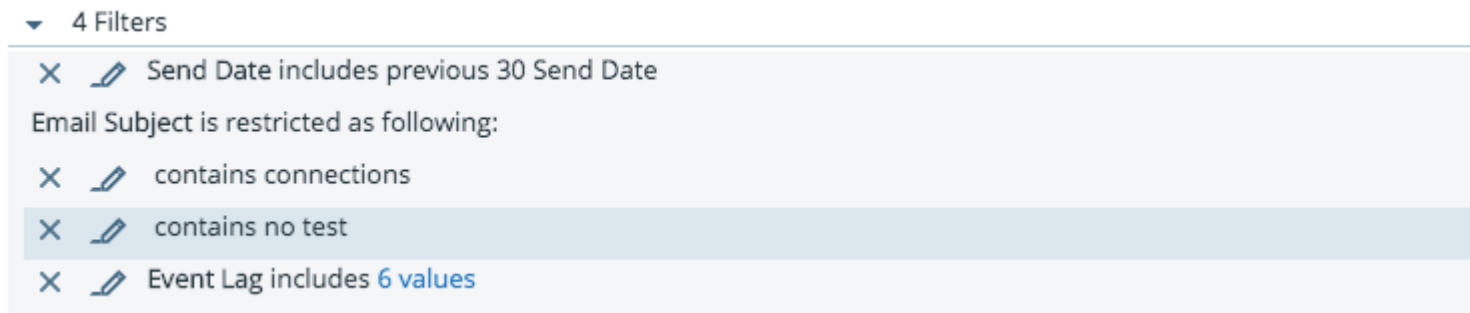 4 Filters
Send Date includes previous 30 Send Date
Email Subject is restricted as following:
contains connections
contains no test
Event Lag includes 6 values